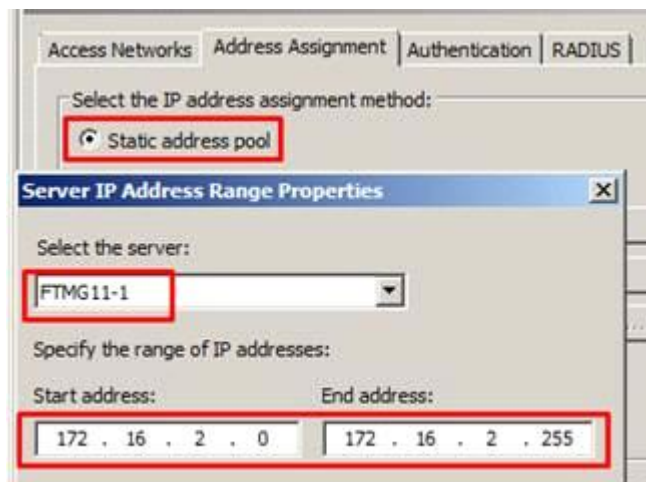 Access Networks Address Assignment Authentication RADIUS
Select the IP address assignment method:
Static address pool
Server IP Address Range Properties
Select the server:
FTMG11-1
Specify the range of IP addresses:
Start address: End address:
172 . 16 . 2 . 0 172 . 16 . 2 . 255